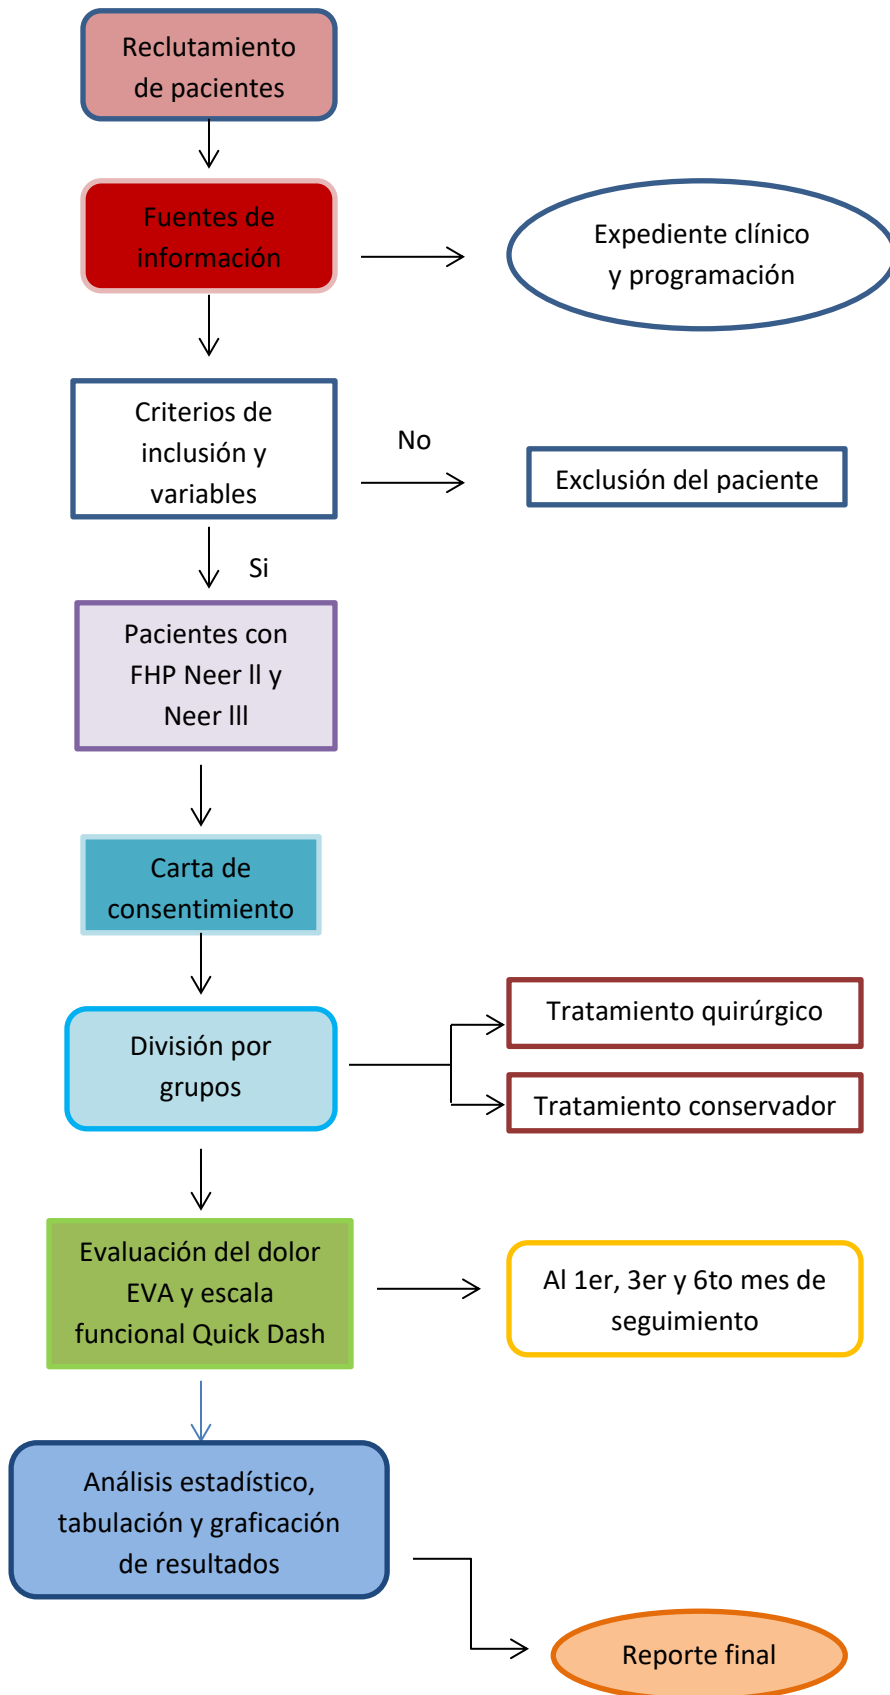 Reclutamiento
de pacientes
Fuentes de
información
Expediente clínico
y programación
Criterios de
inclusión y
variables
No
Exclusión del paciente
Si
Pacientes con
FHP Neer ll y
Neer lll
Carta de
consentimiento
División por
grupos
Tratamiento quirúrgico
Tratamiento conservador
Evaluación del dolor
EVA y escala
funcional Quick Dash
Al 1er, 3er y 6to mes de
seguimiento
Análisis estadístico,
tabulación y graficación
de resultados
Reporte final